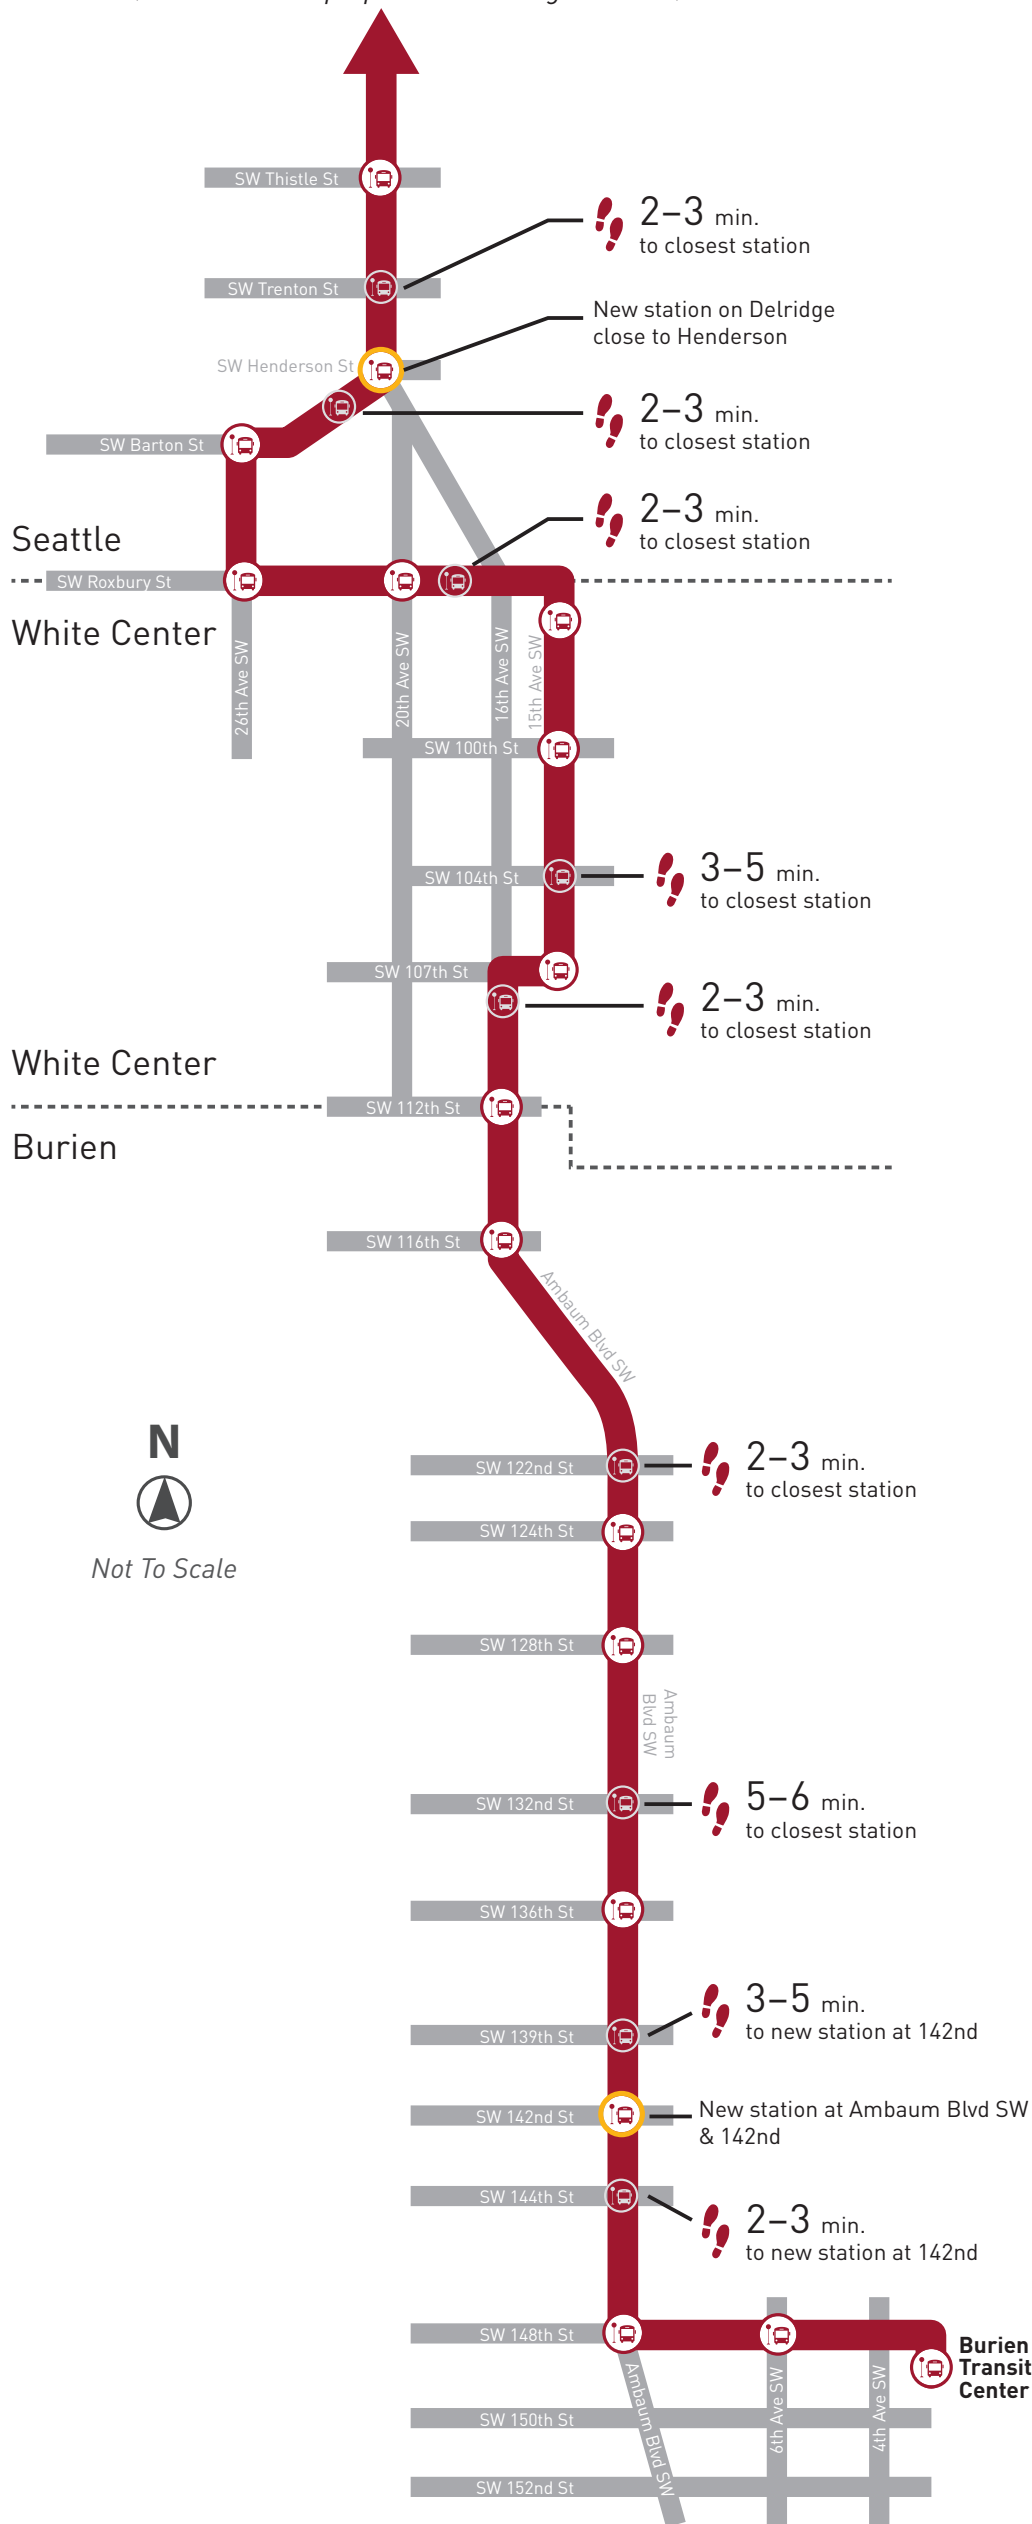 SW Thistle St
2–3 min.
to closest station
SW Trenton St
New station on Delridge
close to Henderson
SW Henderson St
2–3 min.
to closest station
SW Barton St
2–3 min.
to closest station
Seattle
SW Roxbury St
White Center
26th Ave SW
20th Ave SW
16th Ave SW
15th Ave SW
SW 100th St
3–5 min.
to closest station
SW 104th St
SW 107th St
2–3 min.
to closest station
White Center
SW 112th St
Burien
SW 116th St
Ambaum Blvd SW
N
Not To Scale
2–3 min.
to closest station
SW 122nd St
SW 124th St
SW 128th St
Ambaum
Blvd SW
5–6 min.
to closest station
SW 132nd St
SW 136th St
3–5 min.
to new station at 142nd
SW 139th St
New station at Ambaum Blvd SW
& 142nd
SW 142nd St
SW 144th St
2–3 min.
to new station at 142nd
SW 148th St
Burien
Transit
Center
Ambaum Blvd SW
6th Ave SW
4th Ave SW
SW 150th St
SW 152nd St